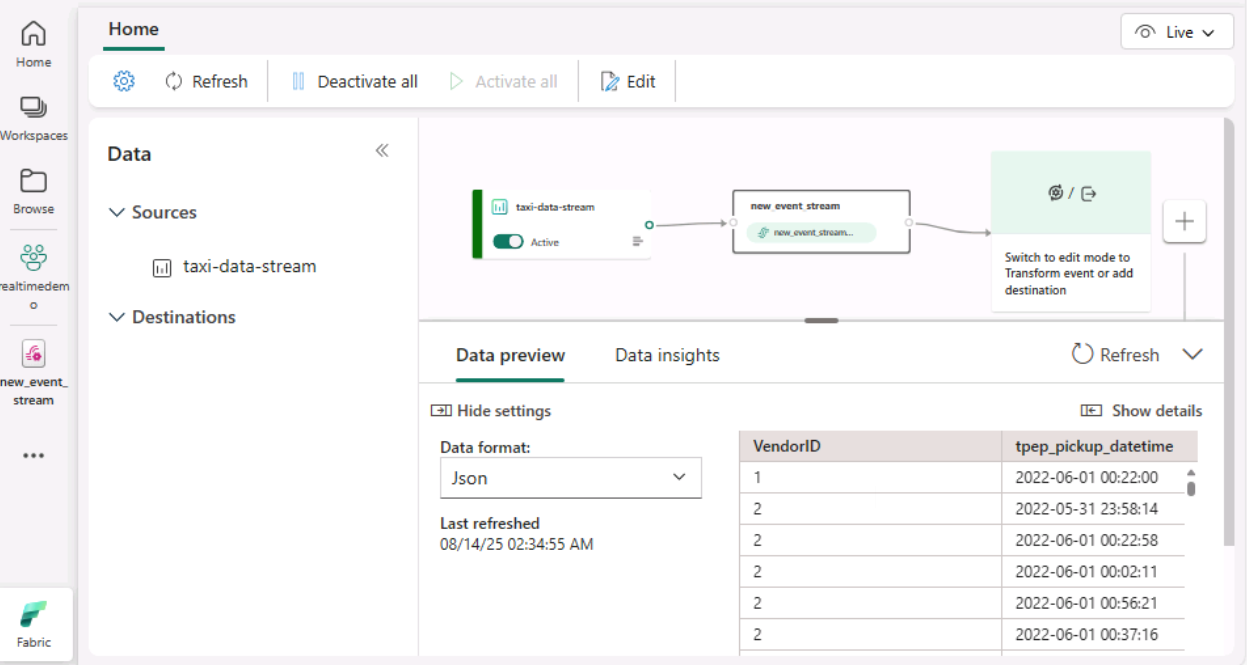 Home
Workspaces
Browse
realtimedem
o
new_event_
stream
Fabric
Home
Live
Refresh
Deactivate all
Activate all
Edit
Data
Sources
taxi-data-stream
Destinations
taxi-data-stream
Active
new_event_stream
new_event_stream...
/
Switch to edit mode to
Transform event or add
destination
Data preview
Data insights
Refresh
Hide settings
Show details
Data format:
Json
Last refreshed
08/14/25 02:34:55 AM
VendorID tpep_pickup_datetime
1 2022-06-01 00:22:00
2 2022-05-31 23:58:14
2 2022-06-01 00:22:58
2 2022-06-01 00:02:11
2 2022-06-01 00:56:21
2 2022-06-01 00:37:16